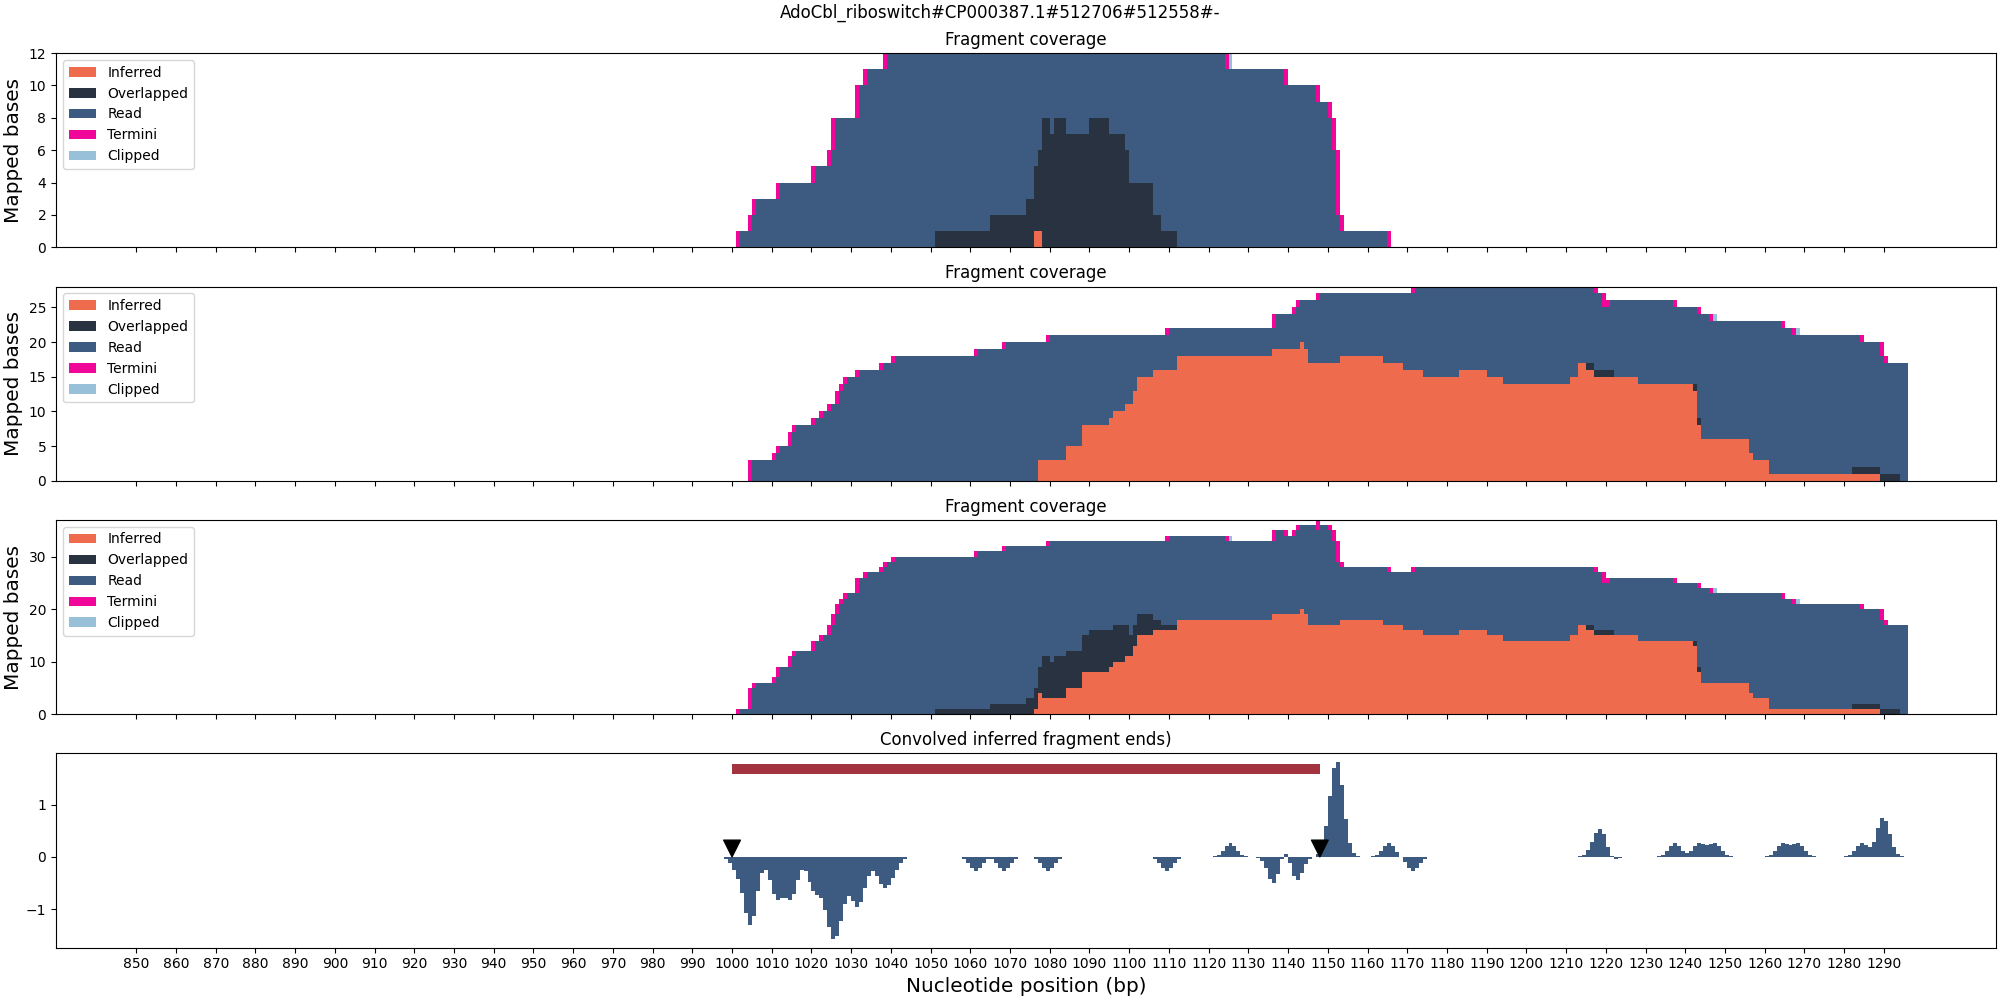 AdoCbl_riboswitch#CP000387.1#512706#512558#-
Fragment coverage
Mapped bases
12
10
8
6
4
2
0
Inferred
Overlapped
Read
Termini
Clipped
Fragment coverage
Mapped bases
25
20
15
10
5
0
Inferred
Overlapped
Read
Termini
Clipped
Fragment coverage
Mapped bases
30
20
10
0
Inferred
Overlapped
Read
Termini
Clipped
Convolved inferred fragment ends)
1
0
−1
850 860 870 880 890 900 910 920 930 940 950 960 970 980 990 1000 1010 1020 1030 1040 1050 1060 1070 1080 1090 1100 1110 1120 1130 1140 1150 1160 1170 1180 1190 1200 1210 1220 1230 1240 1250 1260 1270 1280 1290
Nucleotide position (bp)